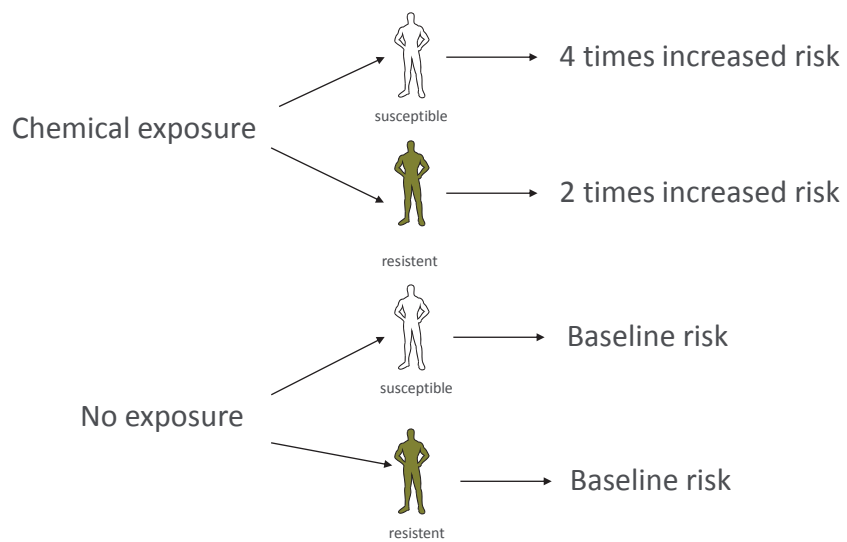 Chemical exposure
susceptible
4 times increased risk
resistent
2 times increased risk
No exposure
susceptible
Baseline risk
resistent
Baseline risk